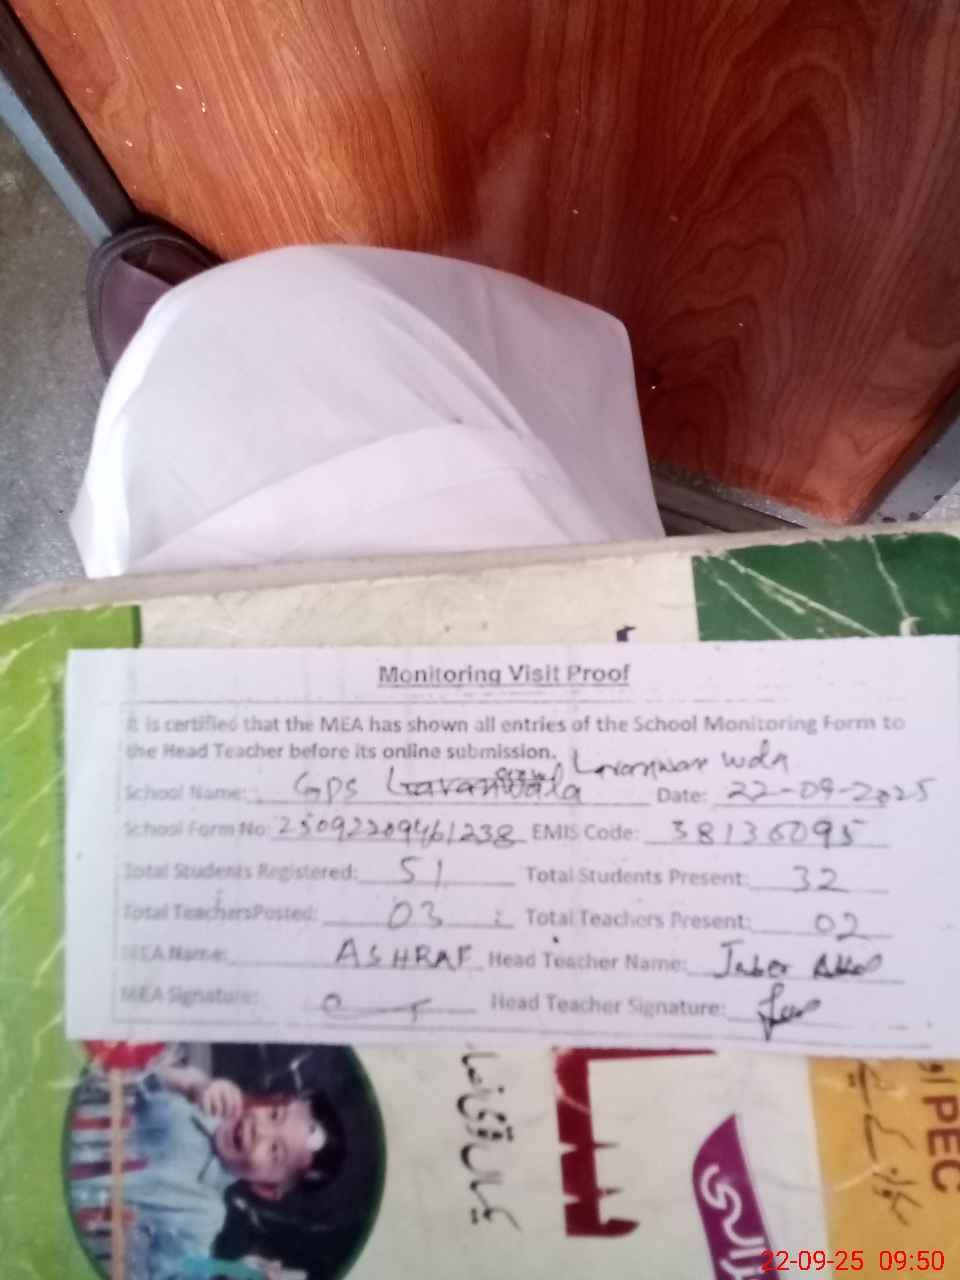 Monitoring Visit Proof
It is certified that the MEA has shown all entries of the School Monitoring Form to
the Head Teacher before its online submission.
School Name: GPS Date: 22-09-2025
School Form No: 25092209461238 EMIS Code: 38136095
Total Students Registered: 51 Total Students Present: 32
Total TeachersPosted: 03 Total Teachers Present: 02
MEA Name: ASHRAF Head Teacher Name: Jaber
MEA Signature: Head Teacher Signature:
PEC
22-09-25 09:50